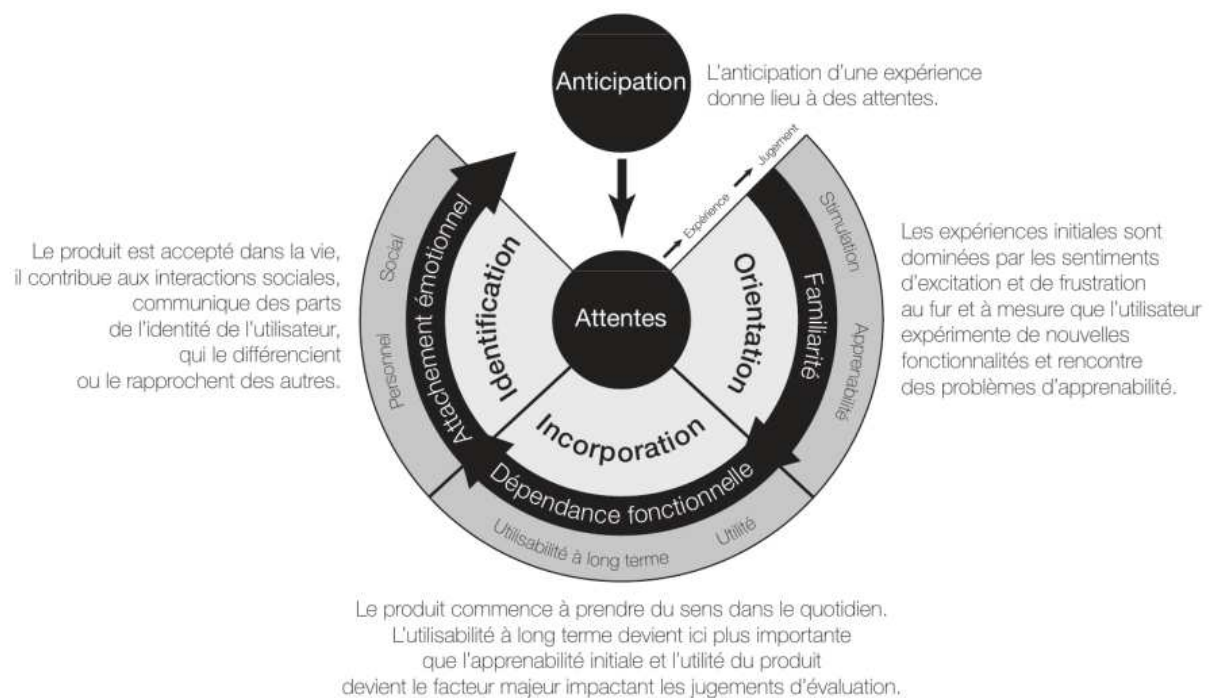 Anticipation
L'anticipation d'une expérience
donne lieu à des attentes.
Expérience
Jugement
Attentes
Orientation
Familiarité
Stimulation
Apprenabilité
Les expériences initiales sont
dominées par les sentiments
d'excitation et de frustration
au fur et à mesure que l'utilisateur
expérimente de nouvelles
fonctionnalités et rencontre
des problèmes d'apprenabilité.
Incorporation
Dépendance fonctionnelle
Utilisabilité à long terme
Utilité
Le produit commence à prendre du sens dans le quotidien.
L'utilisabilité à long terme devient ici plus importante
que l'apprenabilité initiale et l'utilité du produit
devient le facteur majeur impactant les jugements d'évaluation.
Identification
Attachement émotionnel
Personnel
Social
Le produit est accepté dans la vie,
il contribue aux interactions sociales,
communique des parts
de l'identité de l'utilisateur,
qui le différencient
ou le rapprochent des autres.